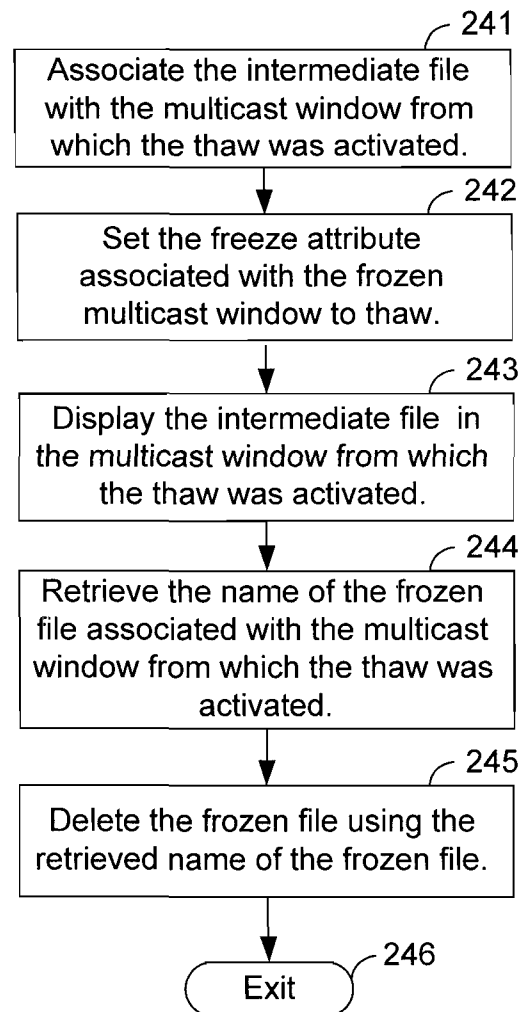 241
Associate the intermediate file
with the multicast window from
which the thaw was activated.
242
Set the freeze attribute
associated with the frozen
multicast window to thaw.
243
Display the intermediate file in
the multicast window from which
the thaw was activated.
244
Retrieve the name of the frozen
file associated with the multicast
window from which the thaw was
activated.
245
Delete the frozen file using the
retrieved name of the frozen file.
246
Exit